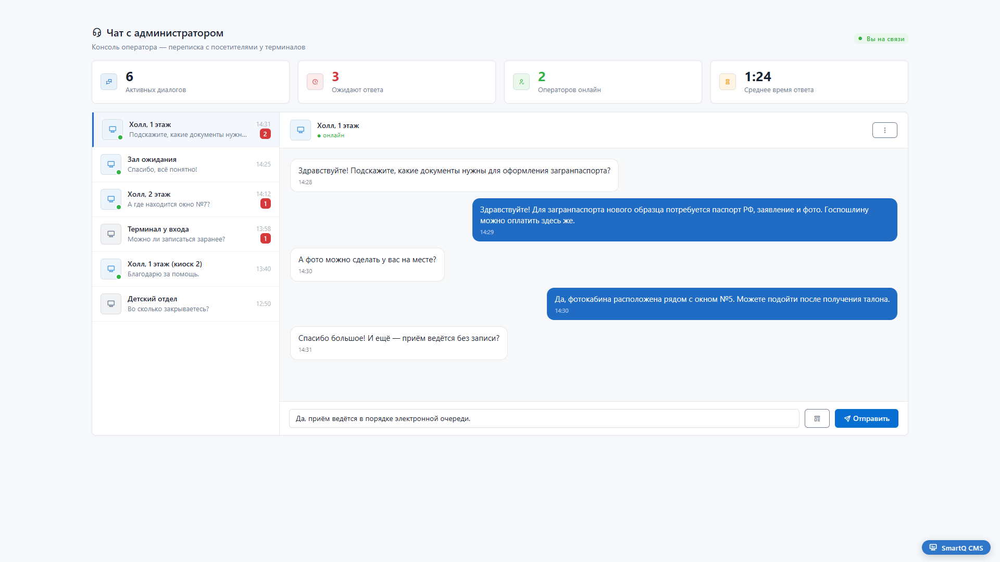 Чат с администратором
Консоль оператора — переписка с посетителями у терминалов
Вы на связи
6
Активных диалогов
3
Ожидают ответа
2
Операторов онлайн
1:24
Среднее время ответа
Холл, 1 этаж
14:31
Подскажите, какие документы нужн...
2
Зал ожидания
14:25
Спасибо, всё понятно!
Холл, 2 этаж
14:12
А где находится окно №7?
1
Терминал у входа
13:58
Можно ли записаться заранее?
1
Холл, 1 этаж (киоск 2)
13:40
Благодарю за помощь.
Детский отдел
12:50
Во сколько закрываетесь?
Холл, 1 этаж
онлайн
Здравствуйте! Подскажите, какие документы нужны для оформления загранпаспорта?
14:28
Здравствуйте! Для загранпаспорта нового образца потребуется паспорт РФ, заявление и фото. Госпошлину
можно оплатить здесь же.
14:29
А фото можно сделать у вас на месте?
14:30
Да, фотокабина расположена рядом с окном №5. Можете подойти после получения талона.
14:30
Спасибо большое! И ещё — приём ведётся без записи?
14:31
Да, приём ведётся в порядке электронной очереди.
Отправить
SmartQ CMS